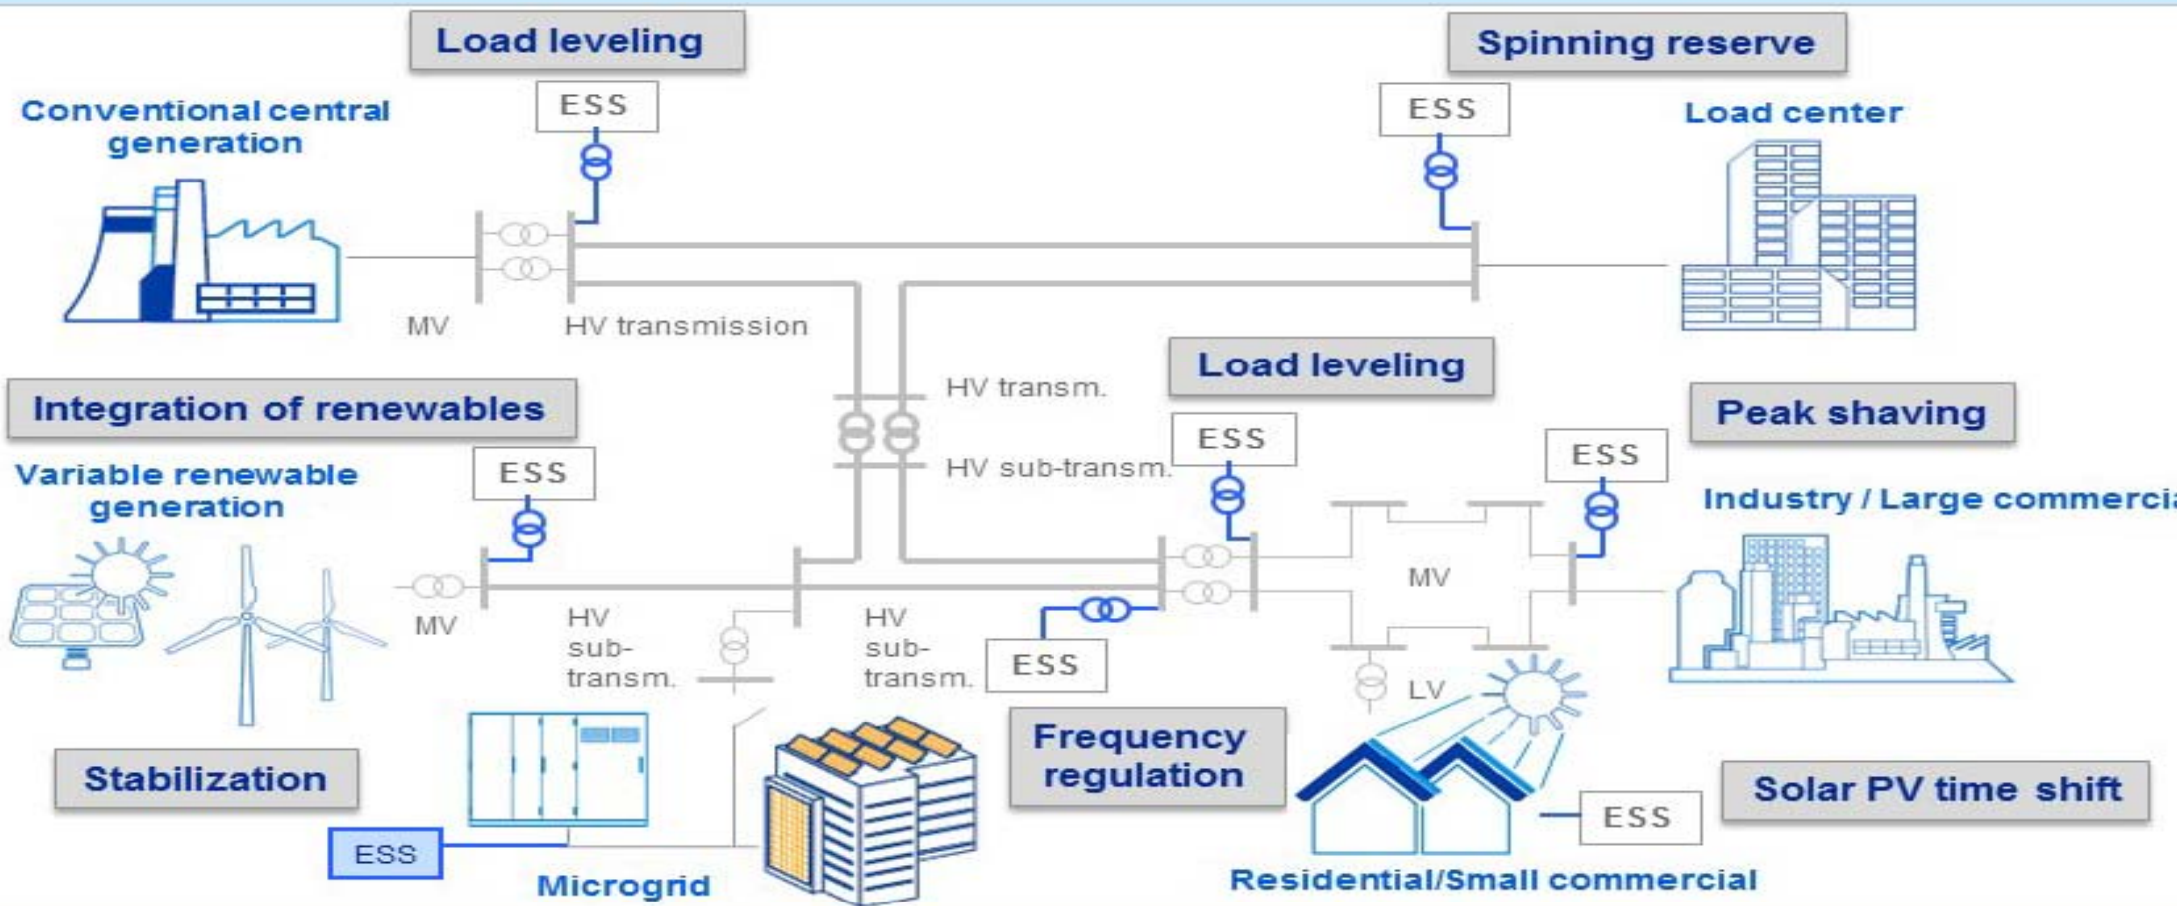 Load leveling
Spinning reserve
ESS
ESS
Conventional central
generation
Load center
MV
HV transmission
Load leveling
HV transm.
Integration of renewables
Peak shaving
ESS
ESS
ESS
HV sub-transm.
Variable renewable
generation
Industry / Large commercia
MV
MV
HV
sub-
transm.
HV
sub-
transm.
ESS
LV
Stabilization
Frequency
regulation
Solar PV time shift
ESS
ESS
Microgrid
Residential/Small commercial